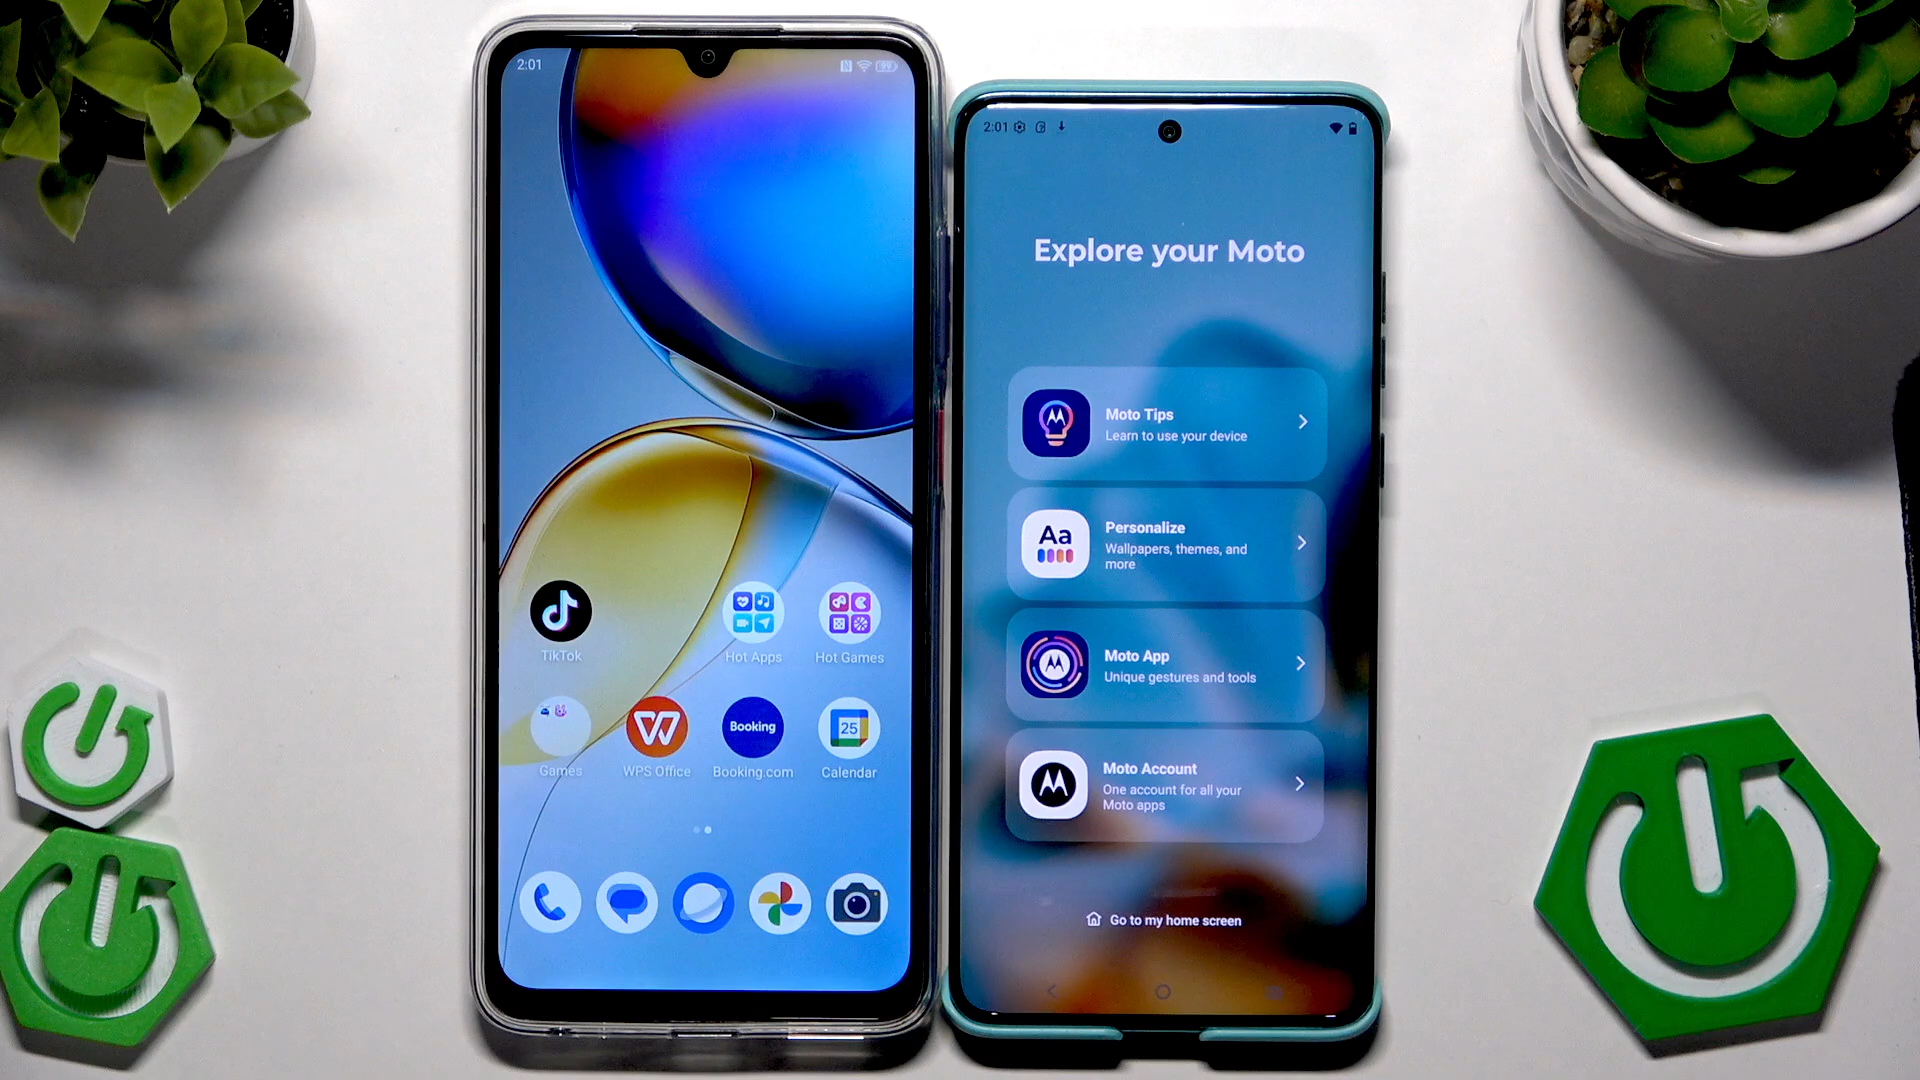 2:01
99
TikTok
Hot Apps
Hot Games
Games
WPS Office
Booking
Booking.com
25
Calendar
2:01
Explore your Moto
Moto Tips
Learn to use your device
Aa
Personalize
Wallpapers, themes, and
more
Moto App
Unique gestures and tools
Moto Account
One account for all your
Moto apps
Go to my home screen